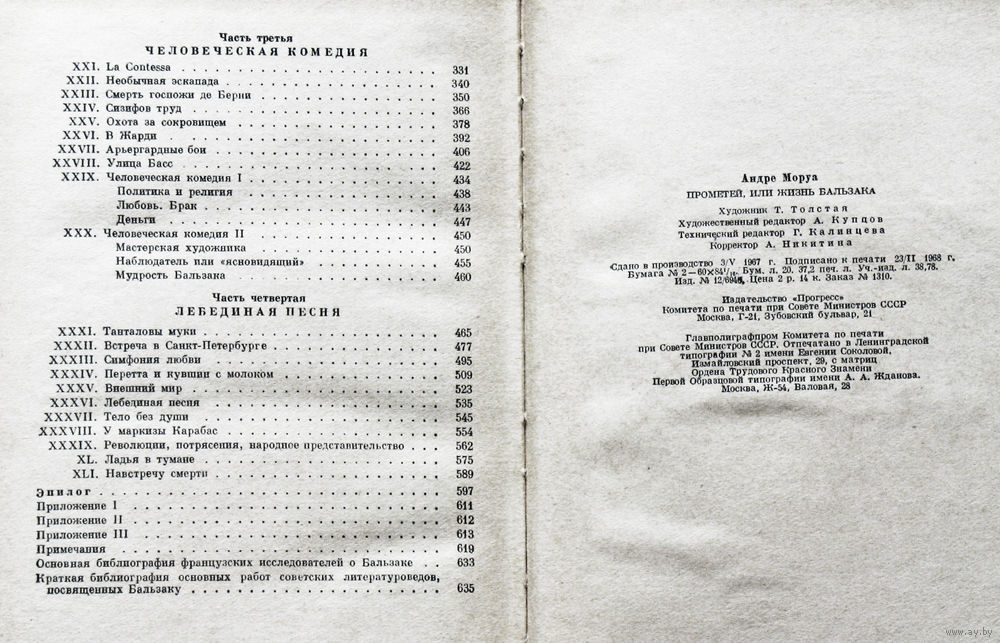 Часть третья
ЧЕЛОВЕЧЕСКАЯ КОМЕДИЯ
XXI. La Contessa . . . . . . . . . . . . . . . . . . 331
XXII. Необычная эскапада . . . . . . . . . . . . . . 340
XXIII. Смерть госпожи де Берни . . . . . . . . . . . . 350
XXIV. Сизифов труд . . . . . . . . . . . . . . . . . 366
XXV. Охота за сокровищем . . . . . . . . . . . . . . 378
XXVI. В Жарди . . . . . . . . . . . . . . . . . . . 392
XXVII. Арьергардные бои . . . . . . . . . . . . . . . 406
XXVIII. Улица Басс . . . . . . . . . . . . . . . . . . 422
XXIX. Человеческая комедия I . . . . . . . . . . . . 434
Политика и религия . . . . . . . . . . . . . . 438
Любовь. Брак . . . . . . . . . . . . . . . . . 443
Деньги . . . . . . . . . . . . . . . . . . . . 447
XXX. Человеческая комедия II . . . . . . . . . . . . 450
Мастерская художника . . . . . . . . . . . . . 450
Наблюдатель или «ясновидящий» . . . . . . . . . 455
Мудрость Бальзака . . . . . . . . . . . . . . . 460
Часть четвертая
ЛЕБЕДИНАЯ ПЕСНЯ
XXXI. Танталовы муки . . . . . . . . . . . . . . . . 465
XXXII. Встреча в Санкт-Петербурге . . . . . . . . . . 477
XXXIII. Симфония любви . . . . . . . . . . . . . . . . 495
XXXIV. Перетта и кувшин с молоком . . . . . . . . . . 509
XXXV. Внешний мир . . . . . . . . . . . . . . . . . 523
XXXVI. Лебединая песня . . . . . . . . . . . . . . . 535
XXXVII. Тело без души . . . . . . . . . . . . . . . . 545
XXXVIII. У маркизы Карабас . . . . . . . . . . . . . . 554
XXXIX. Революции, потрясения, народное представительство . . . 562
XL. Ладья в тумане . . . . . . . . . . . . . . . . 575
XLI. Навстречу смерти . . . . . . . . . . . . . . . 589
Эпилог . . . . . . . . . . . . . . . . . . . . . . 597
Приложение I . . . . . . . . . . . . . . . . . . . 611
Приложение II . . . . . . . . . . . . . . . . . . . 612
Приложение III . . . . . . . . . . . . . . . . . . 613
Примечания . . . . . . . . . . . . . . . . . . . . 619
Основная библиография французских исследователей о Бальзаке . . 633
Краткая библиография основных работ советских литературоведов,
посвященных Бальзаку . . . . . . . . . . . . . . . 635
Андре Моруа
ПРОМЕТЕЙ, ИЛИ ЖИЗНЬ БАЛЬЗАКА
Художник Т. Толстая
Художественный редактор А. Купцов
Технический редактор Г. Калинцева
Корректор А. Никитина
Сдано в производство 3/V 1967 г. Подписано к печати 23/II 1968 г.
Бумага № 2—60×84¹/₁₆. Бум. л. 20. 37,2 печ. л. Уч.-изд. л. 38,78.
Изд. № Цена 2 р. 14 к. Заказ № 1310.
Издательство «Прогресс»
Комитета по печати при Совете Министров СССР
Москва, Г-21, Зубовский бульвар, 21
Главполиграфпром Комитета по печати
при Совете Министров СССР. Отпечатано в Ленинградской
типографии № 2 имени Евгении Соколовой,
Измайловский проспект, 29, с матриц
Ордена Трудового Красного Знамени
Первой Образцовой типографии имени А. А. Жданова.
Москва, Ж-54, Валовая, 28
www.ay.by